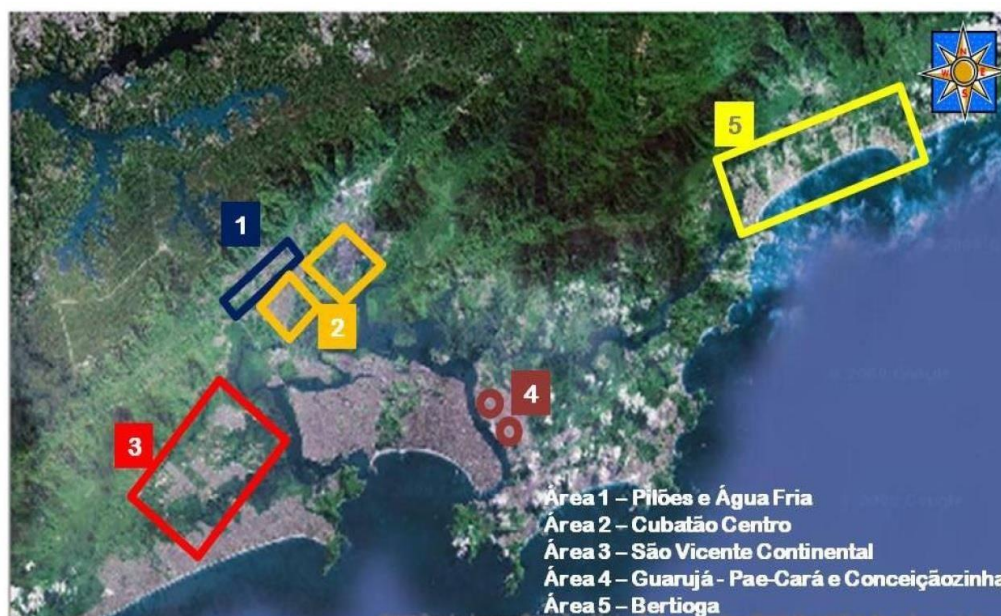 N
W E
S
5
1
2
4
3
Área 1 – Pilões e Água Fria
Área 2 – Cubatão Centro
Área 3 – São Vicente Continental
Área 4 – Guarujá - Pae-Cará e Conceiçãozinha
Área 5 – Bertioga